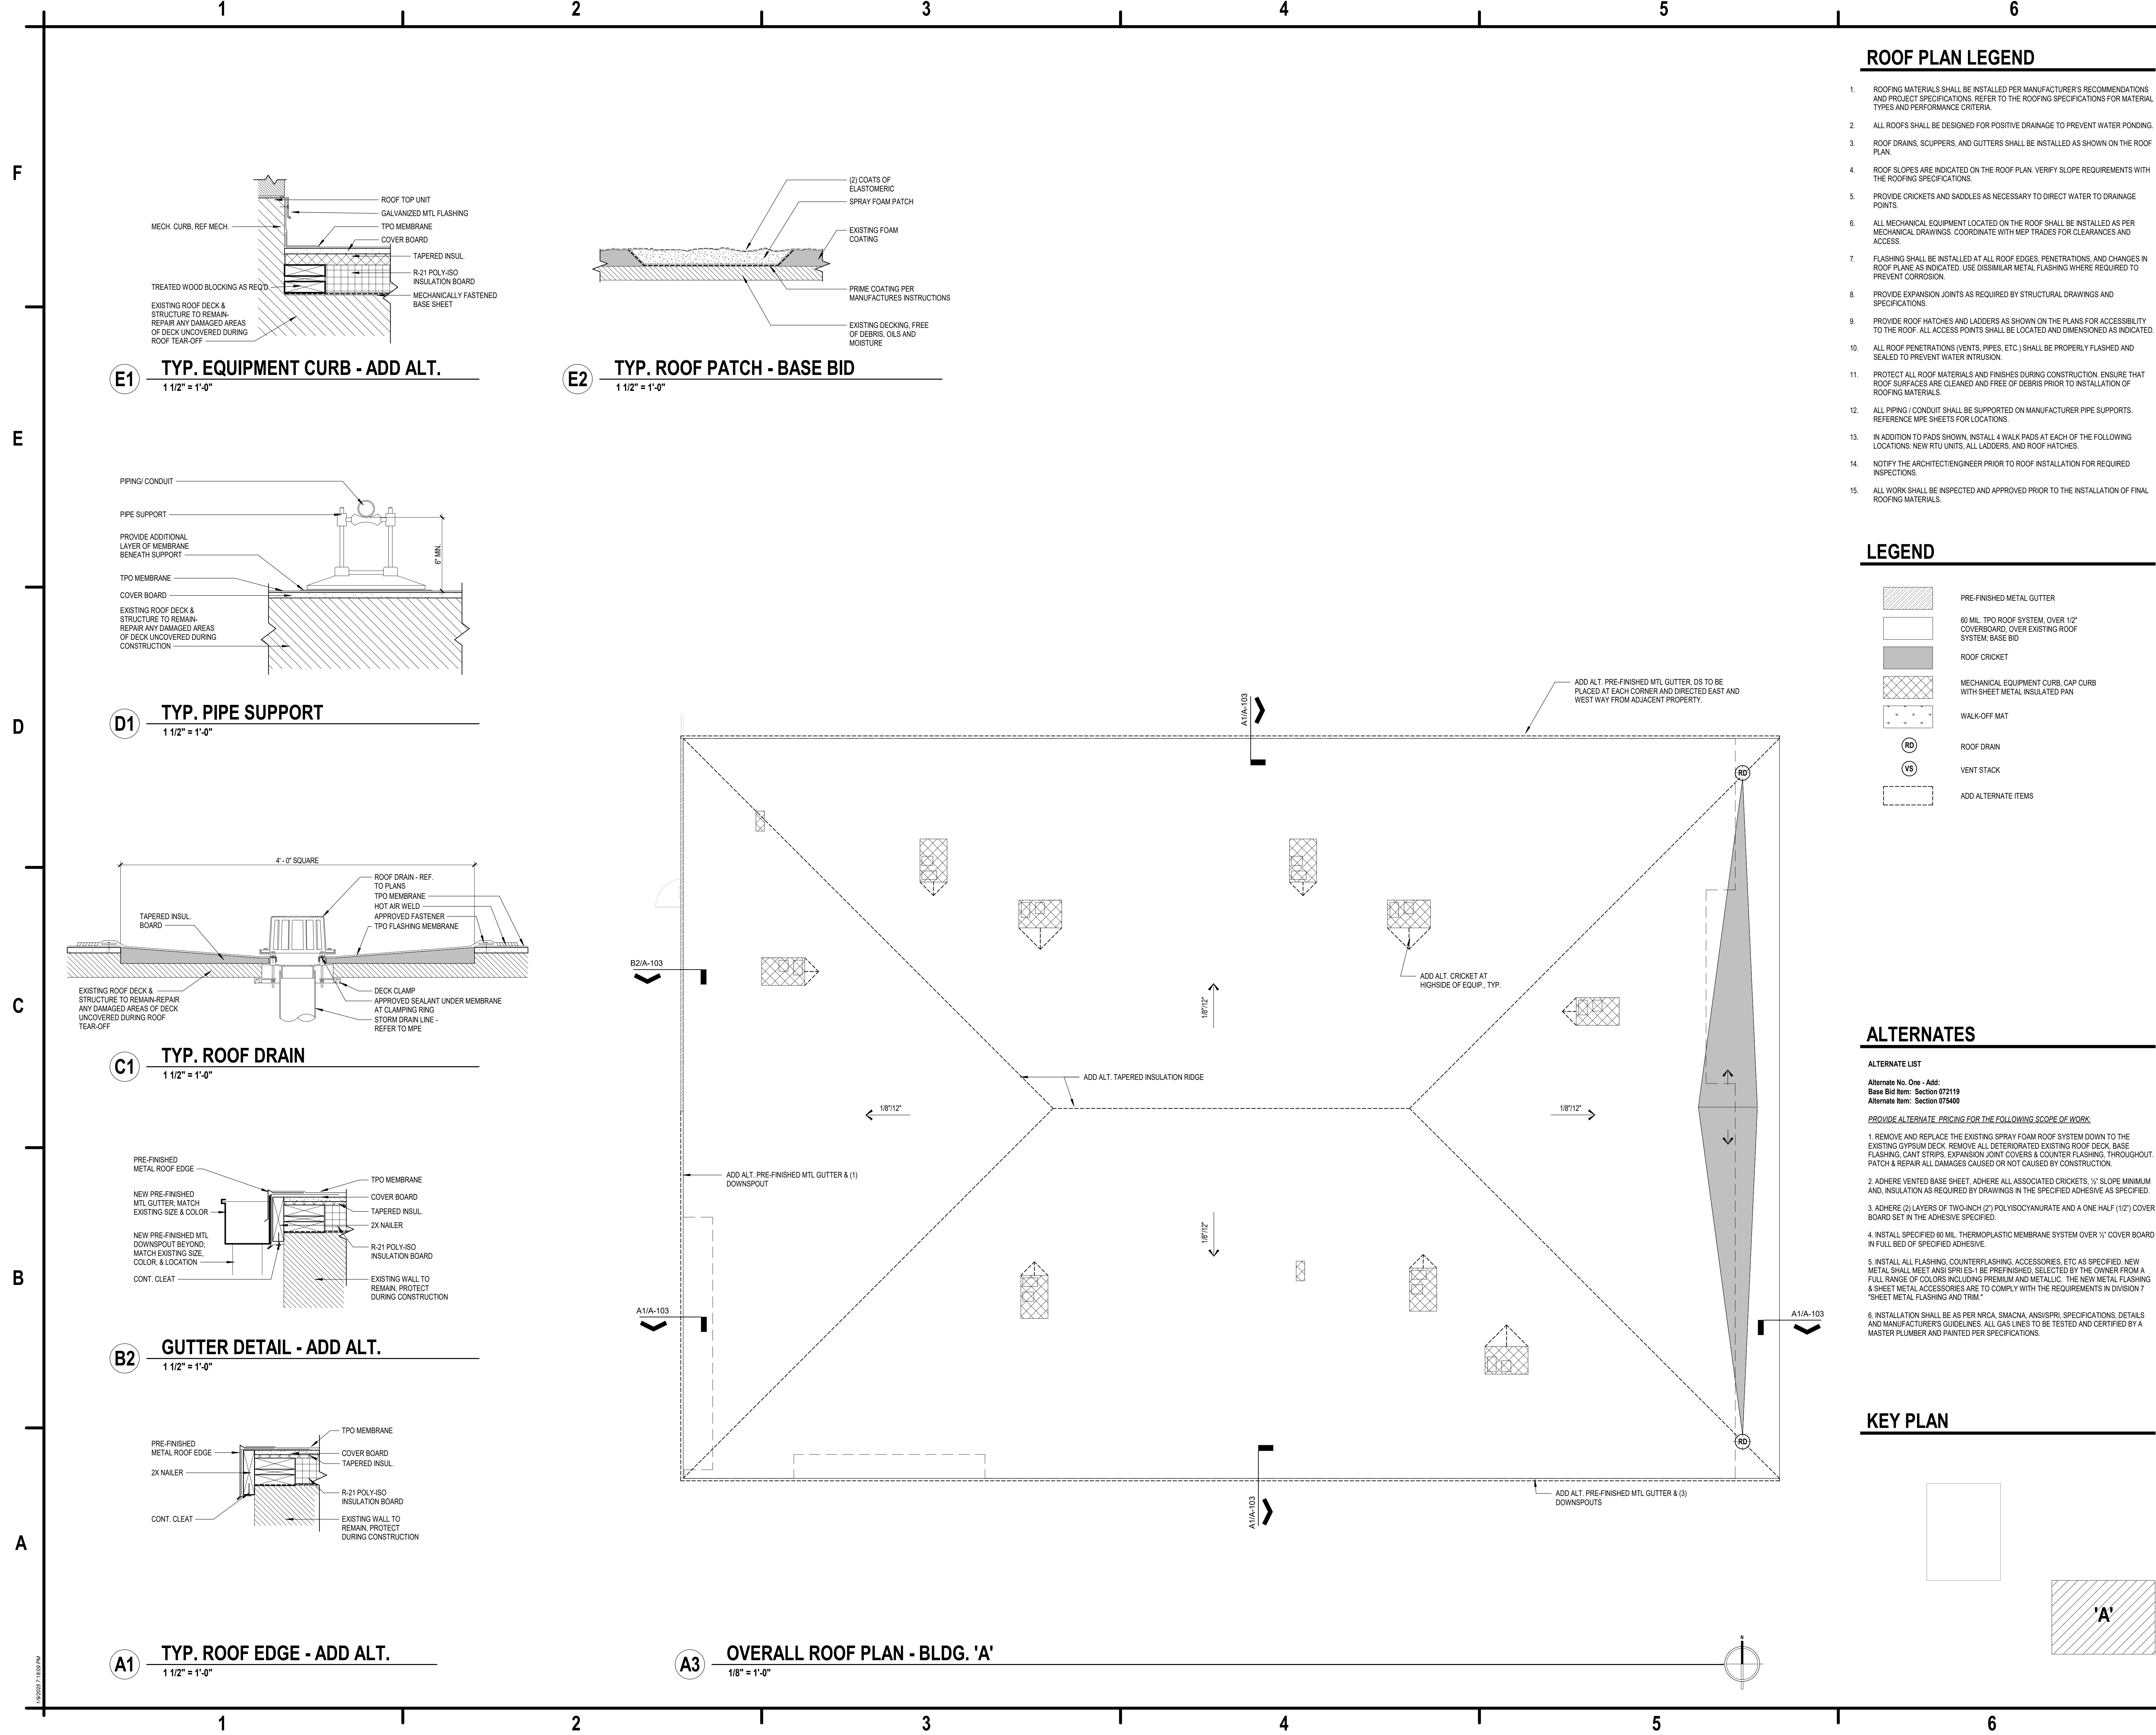 1
2
3
4
5
6
F
E
D
C
B
A
ROOF TOP UNIT
GALVANIZED MTL FLASHING
TPO MEMBRANE
COVER BOARD
TAPERED INSUL.
R-21 POLY-ISO
INSULATION BOARD
MECHANICALLY FASTENED
BASE SHEET
MECH. CURB, REF MECH.
TREATED WOOD BLOCKING AS REQ'D
EXISTING ROOF DECK &
STRUCTURE TO REMAIN-
REPAIR ANY DAMAGED AREAS
OF DECK UNCOVERED DURING
ROOF TEAR-OFF
E1
TYP. EQUIPMENT CURB - ADD ALT.
1 1/2" = 1'-0"
(2) COATS OF
ELASTOMERIC
SPRAY FOAM PATCH
EXISTING FOAM
COATING
PRIME COATING PER
MANUFACTURES INSTRUCTIONS
EXISTING DECKING, FREE
OF DEBRIS, OILS AND
MOISTURE
E2
TYP. ROOF PATCH - BASE BID
1 1/2" = 1'-0"
PIPING/ CONDUIT
PIPE SUPPORT
PROVIDE ADDITIONAL
LAYER OF MEMBRANE
BENEATH SUPPORT
TPO MEMBRANE
COVER BOARD
EXISTING ROOF DECK &
STRUCTURE TO REMAIN-
REPAIR ANY DAMAGED AREAS
OF DECK UNCOVERED DURING
CONSTRUCTION
6" MIN.
D1
TYP. PIPE SUPPORT
1 1/2" = 1'-0"
4' - 0" SQUARE
ROOF DRAIN - REF.
TO PLANS
TPO MEMBRANE
HOT AIR WELD
APPROVED FASTENER
TPO FLASHING MEMBRANE
TAPERED INSUL.
BOARD
EXISTING ROOF DECK &
STRUCTURE TO REMAIN-REPAIR
ANY DAMAGED AREAS OF DECK
UNCOVERED DURING ROOF
TEAR-OFF
DECK CLAMP
APPROVED SEALANT UNDER MEMBRANE
AT CLAMPING RING
STORM DRAIN LINE -
REFER TO MPE
C1
TYP. ROOF DRAIN
1 1/2" = 1'-0"
PRE-FINISHED
METAL ROOF EDGE
NEW PRE-FINISHED
MTL GUTTER; MATCH
EXISTING SIZE & COLOR
NEW PRE-FINISHED MTL
DOWNSPOUT BEYOND;
MATCH EXISTING SIZE,
COLOR, & LOCATION
CONT. CLEAT
TPO MEMBRANE
COVER BOARD
TAPERED INSUL.
2X NAILER
R-21 POLY-ISO
INSULATION BOARD
EXISTING WALL TO
REMAIN, PROTECT
DURING CONSTRUCTION
B2
GUTTER DETAIL - ADD ALT.
1 1/2" = 1'-0"
PRE-FINISHED
METAL ROOF EDGE
2X NAILER
CONT. CLEAT
TPO MEMBRANE
COVER BOARD
TAPERED INSUL.
R-21 POLY-ISO
INSULATION BOARD
EXISTING WALL TO
REMAIN, PROTECT
DURING CONSTRUCTION
A1
TYP. ROOF EDGE - ADD ALT.
1 1/2" = 1'-0"
1/9/2025 7:18:09 PM
A1/A-103
ADD ALT. PRE-FINISHED MTL GUTTER, DS TO BE
PLACED AT EACH CORNER AND DIRECTED EAST AND
WEST WAY FROM ADJACENT PROPERTY.
RD
B2/A-103
ADD ALT. CRICKET AT
HIGHSIDE OF EQUIP., TYP.
1/8"/12"
ADD ALT. TAPERED INSULATION RIDGE
1/8"/12"
1/8"/12"
ADD ALT. PRE-FINISHED MTL GUTTER & (1)
DOWNSPOUT
1/8"/12"
A1/A-103
A1/A-103
RD
A1/A-103
ADD ALT. PRE-FINISHED MTL GUTTER & (3)
DOWNSPOUTS
A3
OVERALL ROOF PLAN - BLDG. 'A'
1/8" = 1'-0"
N
ROOF PLAN LEGEND
1. ROOFING MATERIALS SHALL BE INSTALLED PER MANUFACTURER'S RECOMMENDATIONS
AND PROJECT SPECIFICATIONS. REFER TO THE ROOFING SPECIFICATIONS FOR MATERIAL
TYPES AND PERFORMANCE CRITERIA.
2. ALL ROOFS SHALL BE DESIGNED FOR POSITIVE DRAINAGE TO PREVENT WATER PONDING.
3. ROOF DRAINS, SCUPPERS, AND GUTTERS SHALL BE INSTALLED AS SHOWN ON THE ROOF
PLAN.
4. ROOF SLOPES ARE INDICATED ON THE ROOF PLAN. VERIFY SLOPE REQUIREMENTS WITH
THE ROOFING SPECIFICATIONS.
5. PROVIDE CRICKETS AND SADDLES AS NECESSARY TO DIRECT WATER TO DRAINAGE
POINTS.
6. ALL MECHANICAL EQUIPMENT LOCATED ON THE ROOF SHALL BE INSTALLED AS PER
MECHANICAL DRAWINGS. COORDINATE WITH MEP TRADES FOR CLEARANCES AND
ACCESS.
7. FLASHING SHALL BE INSTALLED AT ALL ROOF EDGES, PENETRATIONS, AND CHANGES IN
ROOF PLANE AS INDICATED. USE DISSIMILAR METAL FLASHING WHERE REQUIRED TO
PREVENT CORROSION.
8. PROVIDE EXPANSION JOINTS AS REQUIRED BY STRUCTURAL DRAWINGS AND
SPECIFICATIONS.
9. PROVIDE ROOF HATCHES AND LADDERS AS SHOWN ON THE PLANS FOR ACCESSIBILITY
TO THE ROOF. ALL ACCESS POINTS SHALL BE LOCATED AND DIMENSIONED AS INDICATED.
10. ALL ROOF PENETRATIONS (VENTS, PIPES, ETC.) SHALL BE PROPERLY FLASHED AND
SEALED TO PREVENT WATER INTRUSION.
11. PROTECT ALL ROOF MATERIALS AND FINISHES DURING CONSTRUCTION. ENSURE THAT
ROOF SURFACES ARE CLEANED AND FREE OF DEBRIS PRIOR TO INSTALLATION OF
ROOFING MATERIALS.
12. ALL PIPING / CONDUIT SHALL BE SUPPORTED ON MANUFACTURER PIPE SUPPORTS.
REFERENCE MPE SHEETS FOR LOCATIONS.
13. IN ADDITION TO PADS SHOWN, INSTALL 4 WALK PADS AT EACH OF THE FOLLOWING
LOCATIONS: NEW RTU UNITS, ALL LADDERS, AND ROOF HATCHES.
14. NOTIFY THE ARCHITECT/ENGINEER PRIOR TO ROOF INSTALLATION FOR REQUIRED
INSPECTIONS.
15. ALL WORK SHALL BE INSPECTED AND APPROVED PRIOR TO THE INSTALLATION OF FINAL
ROOFING MATERIALS.
LEGEND
PRE-FINISHED METAL GUTTER
60 MIL. TPO ROOF SYSTEM, OVER 1/2"
COVERBOARD, OVER EXISTING ROOF
SYSTEM; BASE BID
ROOF CRICKET
MECHANICAL EQUIPMENT CURB, CAP CURB
WITH SHEET METAL INSULATED PAN
WALK-OFF MAT
RD ROOF DRAIN
VS VENT STACK
ADD ALTERNATE ITEMS
ALTERNATES
ALTERNATE LIST
Alternate No. One - Add:
Base Bid Item: Section 072119
Alternate Item: Section 075400
PROVIDE ALTERNATE PRICING FOR THE FOLLOWING SCOPE OF WORK:
1. REMOVE AND REPLACE THE EXISTING SPRAY FOAM ROOF SYSTEM DOWN TO THE
EXISTING GYPSUM DECK. REMOVE ALL DETERIORATED EXISTING ROOF DECK, BASE
FLASHING, CANT STRIPS, EXPANSION JOINT COVERS & COUNTER FLASHING, THROUGHOUT.
PATCH & REPAIR ALL DAMAGES CAUSED OR NOT CAUSED BY CONSTRUCTION.
2. ADHERE VENTED BASE SHEET, ADHERE ALL ASSOCIATED CRICKETS, ⅛" SLOPE MINIMUM
AND, INSULATION AS REQUIRED BY DRAWINGS IN THE SPECIFIED ADHESIVE AS SPECIFIED.
3. ADHERE (2) LAYERS OF TWO-INCH (2") POLYISOCYANURATE AND A ONE HALF (1/2") COVER
BOARD SET IN THE ADHESIVE SPECIFIED.
4. INSTALL SPECIFIED 60 MIL. THERMOPLASTIC MEMBRANE SYSTEM OVER ½" COVER BOARD
IN FULL BED OF SPECIFIED ADHESIVE.
5. INSTALL ALL FLASHING, COUNTERFLASHING, ACCESSORIES, ETC AS SPECIFIED. NEW
METAL SHALL MEET ANSI SPRI ES-1 BE PREFINISHED, SELECTED BY THE OWNER FROM A
FULL RANGE OF COLORS INCLUDING PREMIUM AND METALLIC. THE NEW METAL FLASHING
& SHEET METAL ACCESSORIES ARE TO COMPLY WITH THE REQUIREMENTS IN DIVISION 7
"SHEET METAL FLASHING AND TRIM."
6. INSTALLATION SHALL BE AS PER NRCA, SMACNA, ANSI/SPRI, SPECIFICATIONS, DETAILS
AND MANUFACTURER'S GUIDELINES. ALL GAS LINES TO BE TESTED AND CERTIFIED BY A
MASTER PLUMBER AND PAINTED PER SPECIFICATIONS.
KEY PLAN
'A'
1
2
3
4
5
6